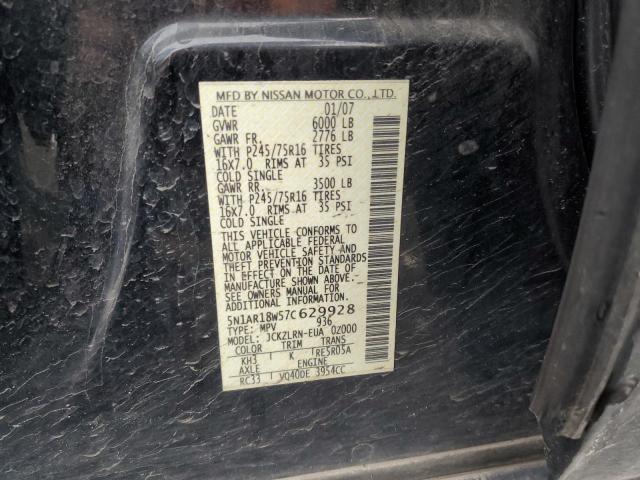 MFD BY NISSAN MOTOR CO., LTD.
DATE 01/07
GVWR 6000 LB
GAWR FR. 2776 LB
WITH P245/75R16 TIRES
16X7.0 RIMS AT 35 PSI
COLD SINGLE
GAWR RR. 3500 LB
WITH P245/75R16 TIRES
16X7.0 RIMS AT 35 PSI
COLD SINGLE
THIS VEHICLE CONFORMS TO
ALL APPLICABLE FEDERAL
MOTOR VEHICLE SAFETY AND
THEFT PREVENTION STANDARDS
IN EFFECT ON THE DATE OF
MANUFACTURE SHOWN ABOVE.
SEE OWNERS MANUAL FOR
ADDITIONAL INFORMATION
5N1AR18W57C629928
TYPE: MPV 936
MODEL: JCKZLRN-EUA 0Z000
COLOR TRIM TRANS
KH3 K RE5R05A
AXLE ENGINE
RC33 VQ40DE 3954CC